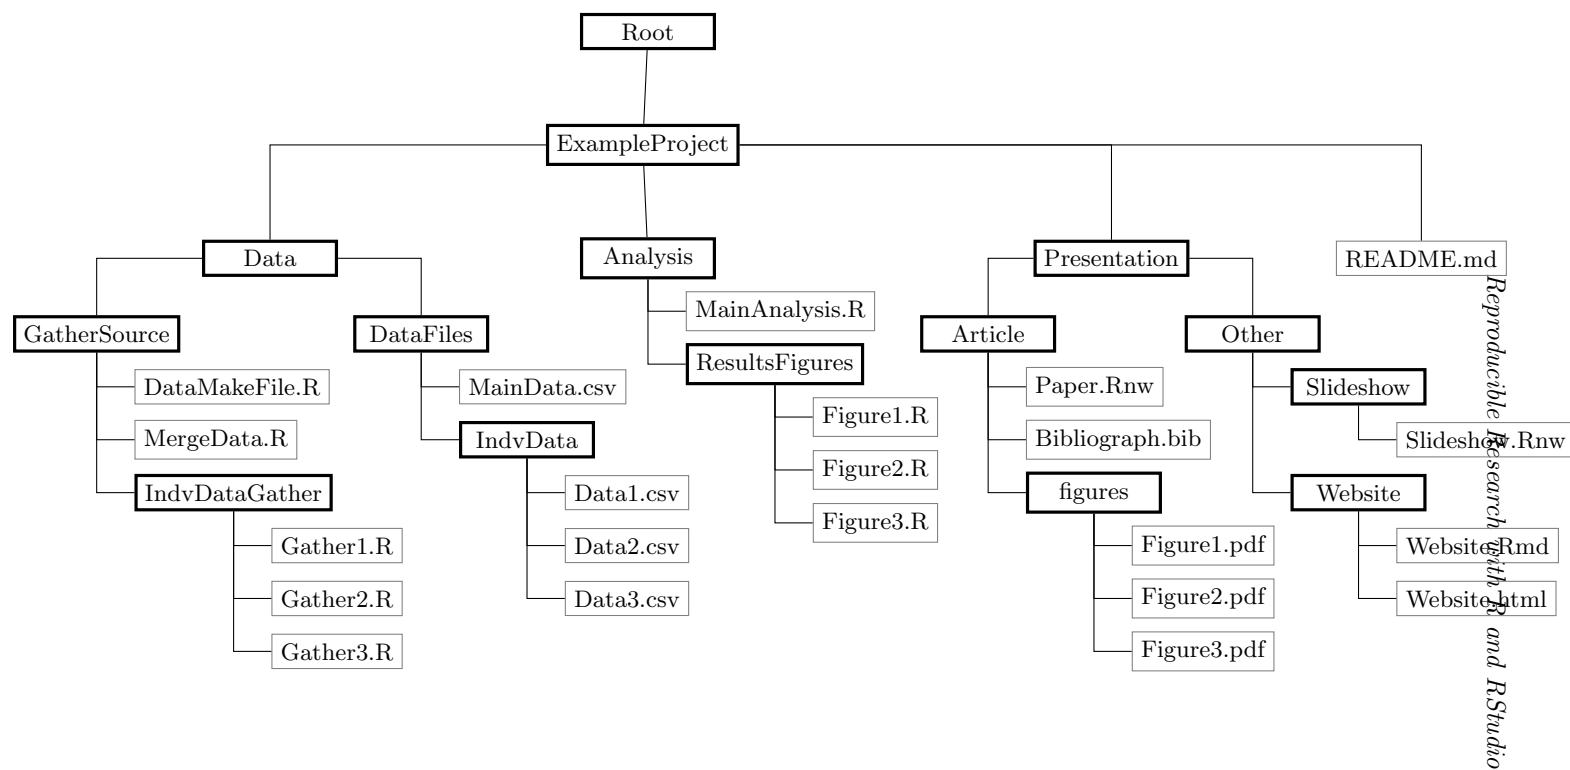 Root
ExampleProject
Data
Analysis
Presentation
README.md
GatherSource
DataFiles
MainAnalysis.R
Article
Other
ResultsFigures
DataMakeFile.R
MainData.csv
Paper.Rnw
Slideshow
Figure1.R
MergeData.R
IndvData
Bibliograph.bib
Slideshow.Rnw
Figure2.R
IndvDataGather
Data1.csv
figures
Website
Figure3.R
Gather1.R
Data2.csv
Figure1.pdf
Website.Rmd
Gather2.R
Data3.csv
Figure2.pdf
Website.html
Gather3.R
Figure3.pdf
Reproducible Research with R and RStudio